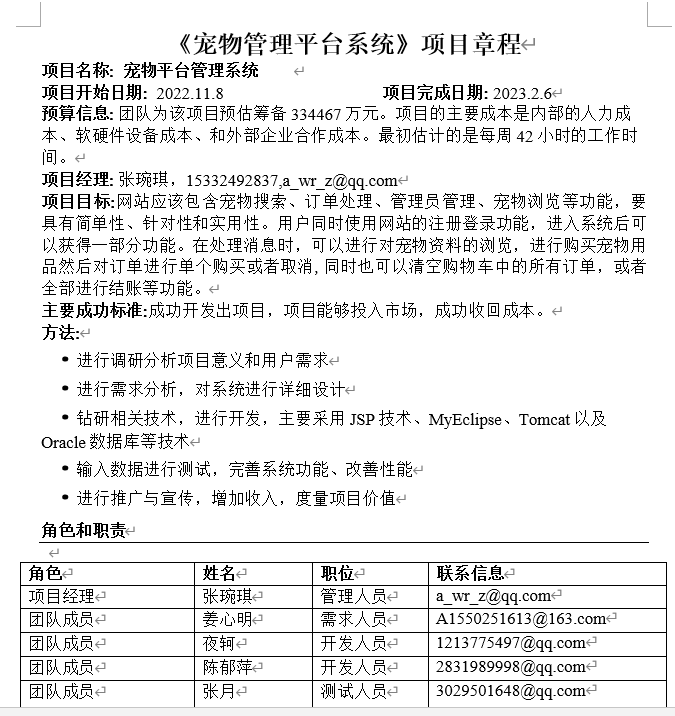 《宠物管理平台系统》项目章程
项目名称: 宠物平台管理系统
项目开始日期: 2022.11.8 项目完成日期: 2023.2.6
预算信息: 团队为该项目预估筹备 334467 万元。项目的主要成本是内部的人力成
本、软硬件设备成本、和外部企业合作成本。最初估计的是每周 42 小时的工作时
间。
项目经理: 张琬琪，15332492837,a_wr_z@qq.com
项目目标:网站应该包含宠物搜索、订单处理、管理员管理、宠物浏览等功能，要
具有简单性、针对性和实用性。用户同时使用网站的注册登录功能，进入系统后可
以获得一部分功能。在处理消息时，可以进行对宠物资料的浏览，进行购买宠物用
品然后对订单进行单个购买或者取消, 同时也可以清空购物车中的所有订单，或者
全部进行结账等功能。
主要成功标准:成功开发出项目，项目能够投入市场，成功收回成本。
方法:
• 进行调研分析项目意义和用户需求
• 进行需求分析，对系统进行详细设计
• 钻研相关技术，进行开发，主要采用 JSP 技术、MyEclipse、Tomcat 以及
Oracle 数据库等技术
• 输入数据进行测试，完善系统功能、改善性能
• 进行推广与宣传，增加收入，度量项目价值
角色和职责
角色 姓名 职位 联系信息
项目经理 张琬琪 管理人员 a_wr_z@qq.com
团队成员 姜心明 需求人员 A1550251613@163.com
团队成员 夜轲 开发人员 1213775497@qq.com
团队成员 陈郁萍 开发人员 2831989998@qq.com
团队成员 张月 测试人员 3029501648@qq.com